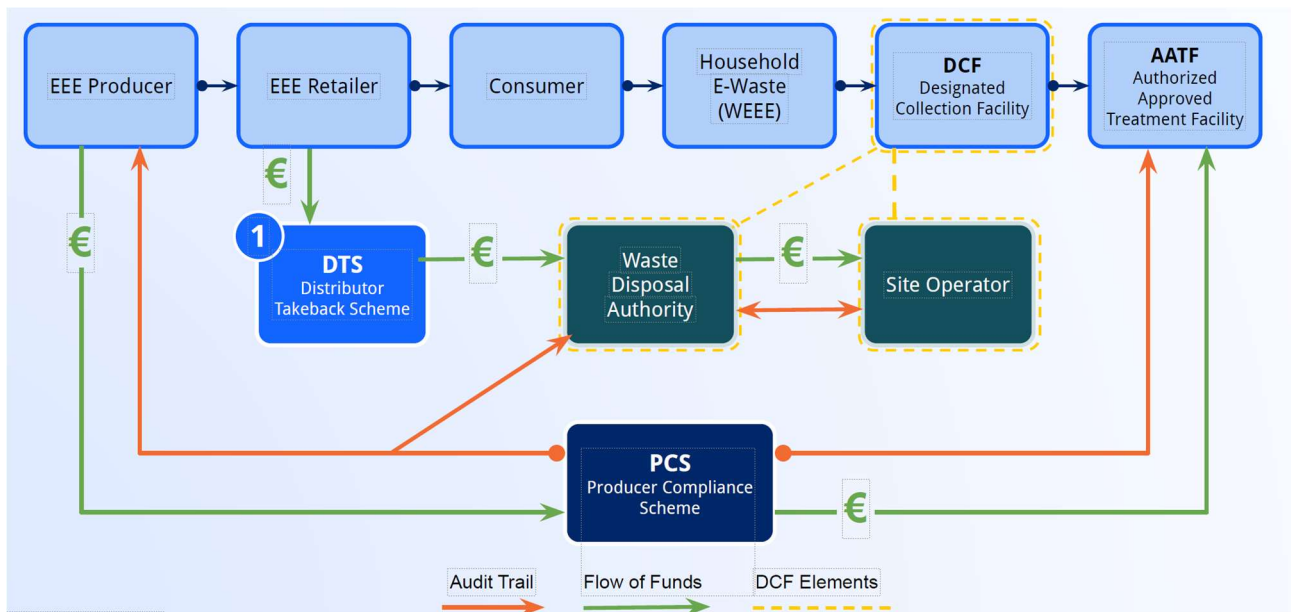 EEE Producer
EEE Retailer
Consumer
Household
E-Waste
(WEEE)
DCF
Designated
Collection Facility
AATF
Authorized
Approved
Treatment Facility
€
€
1
DTS
Distributor
Takeback Scheme
€
Waste
Disposal
Authority
€
Site Operator
PCS
Producer Compliance
Scheme
€
Audit Trail
Flow of Funds
DCF Elements